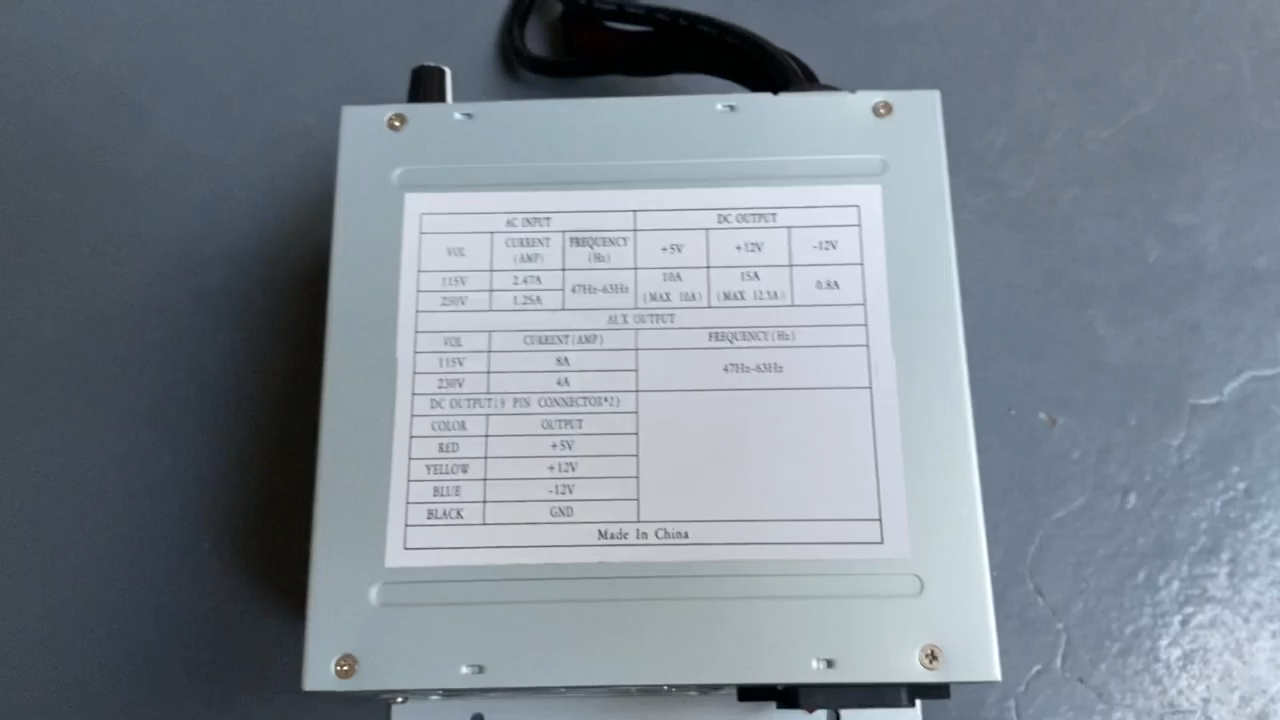 AC INPUT DC OUTPUT
VOL CURRENT (AMP) FREQUENCY (Hz) +5V +12V -12V
115V 2.47A 47Hz-63Hz 10A (MAX 10A) 15A (MAX 12.5A) 0.8A
230V 1.25A
AUX OUTPUT
VOL CURRENT(AMP) FREQUENCY(Hz)
115V 8A 47Hz-63Hz
230V 4A
DC OUTPUT(9 PIN CONNECTOR*2)
COLOR OUTPUT
RED +5V
YELLOW +12V
BLUE -12V
BLACK GND
Made In China